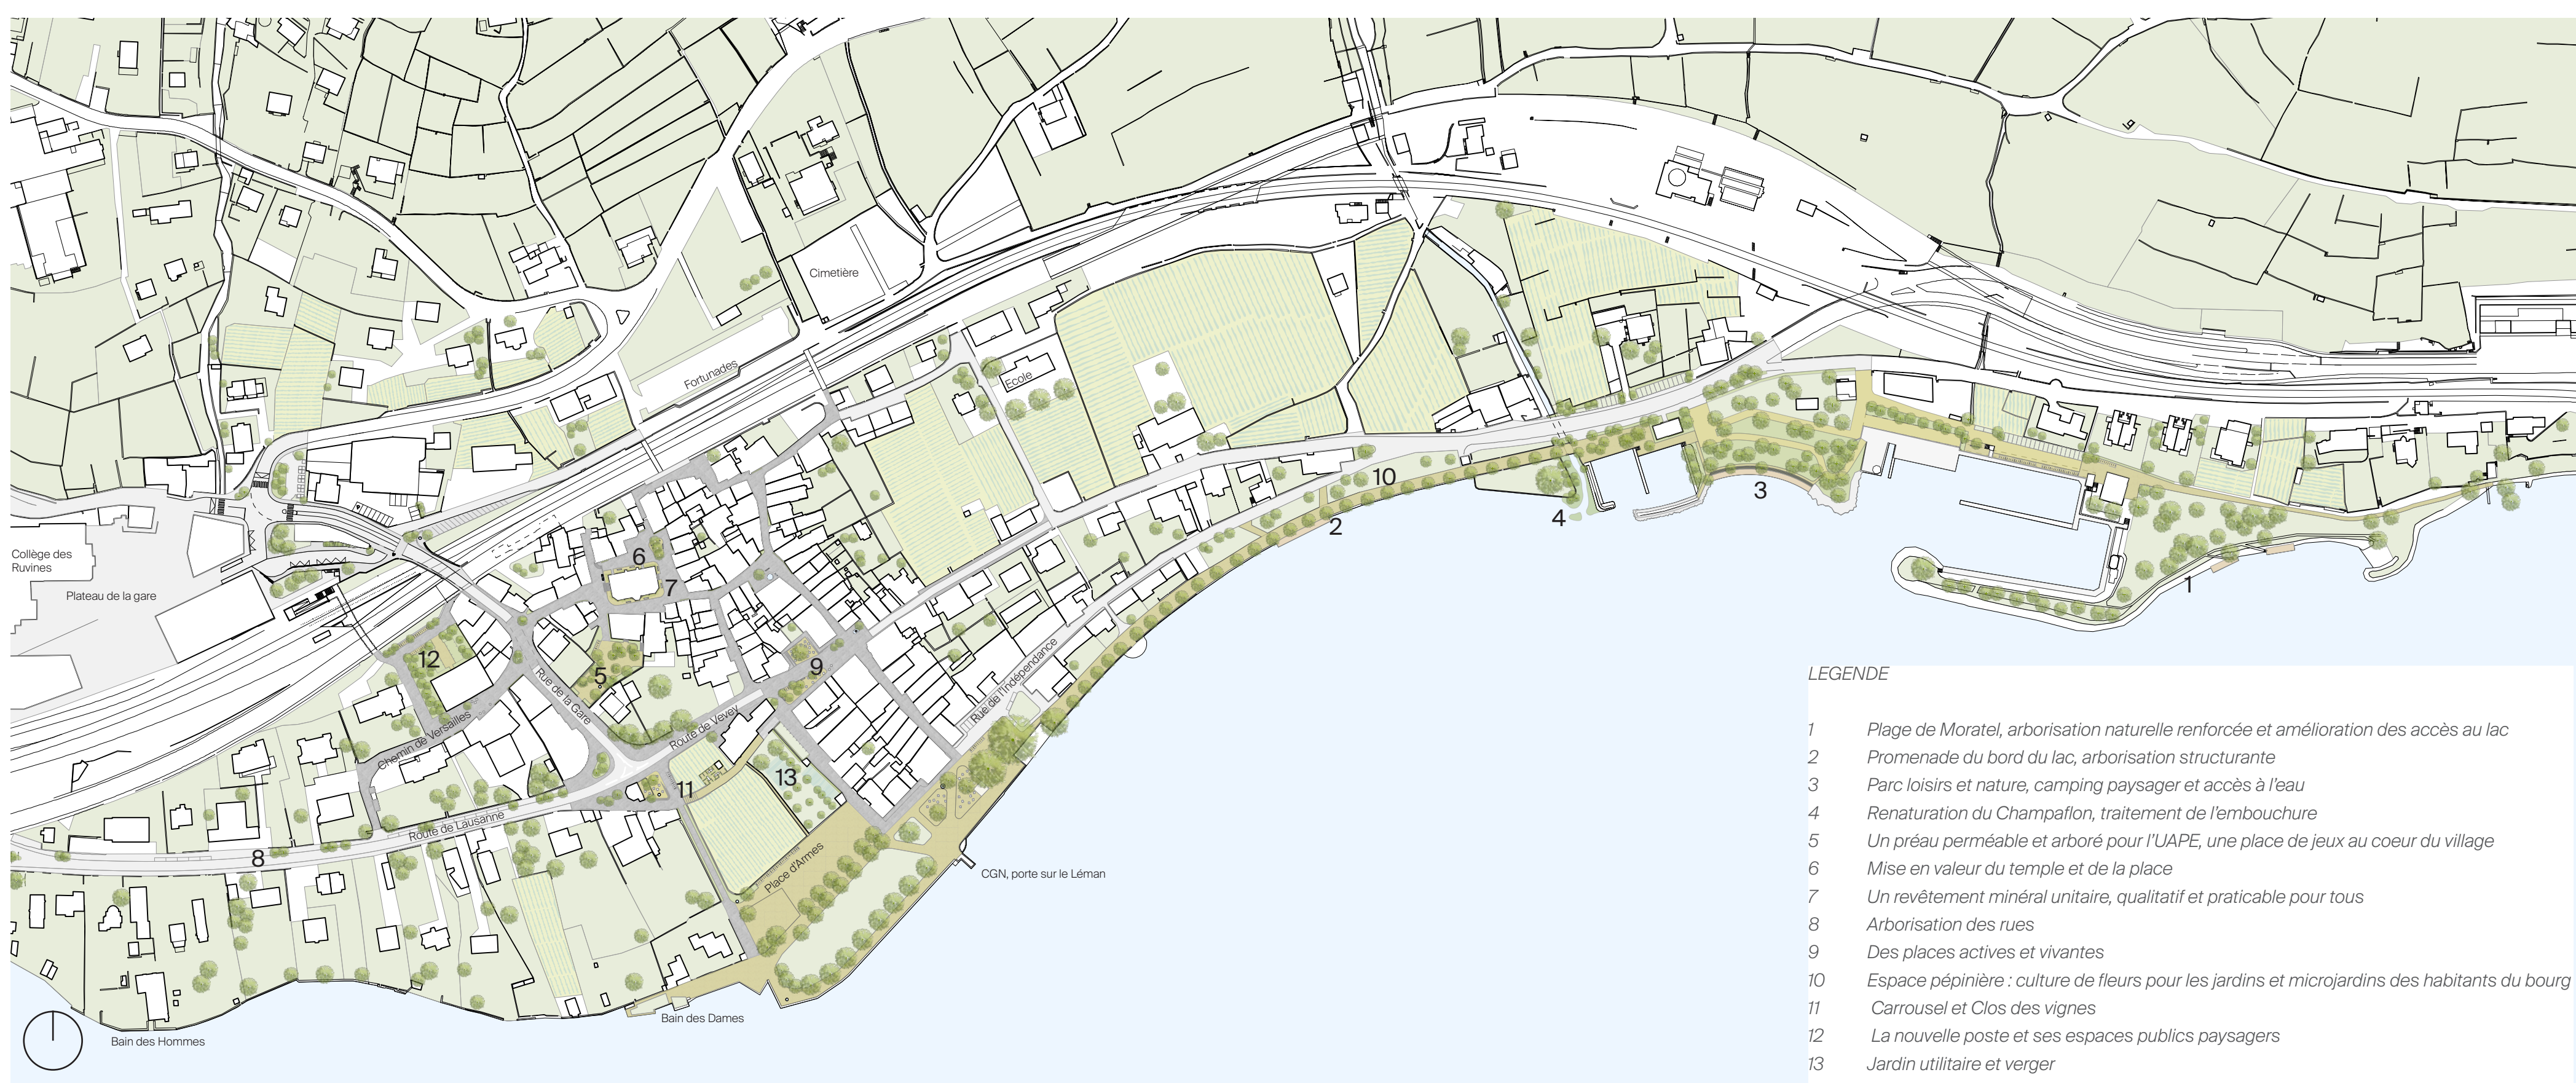 Cimetière
Fortunades
Ecole
10
3
2
4
1
Collège des
Ruvines
Plateau de la gare
6
7
12
5
9
Rue de la Gare
Rue de l'Indépendance
Route de Vevey
Chemin de Versailles
13
11
Route de Lausanne
8
Place d'Armes
CGN, porte sur le Léman
Bain des Dames
Bain des Hommes
LEGENDE
1 Plage de Moratel, arborisation naturelle renforcée et amélioration des accès au lac
2 Promenade du bord du lac, arborisation structurante
3 Parc loisirs et nature, camping paysager et accès à l'eau
4 Renaturation du Champaflon, traitement de l'embouchure
5 Un préau perméable et arboré pour l'UAPE, une place de jeux au coeur du village
6 Mise en valeur du temple et de la place
7 Un revêtement minéral unitaire, qualitatif et praticable pour tous
8 Arborisation des rues
9 Des places actives et vivantes
10 Espace pépinière : culture de fleurs pour les jardins et microjardins des habitants du bourg
11 Carrousel et Clos des vignes
12 La nouvelle poste et ses espaces publics paysagers
13 Jardin utilitaire et verger